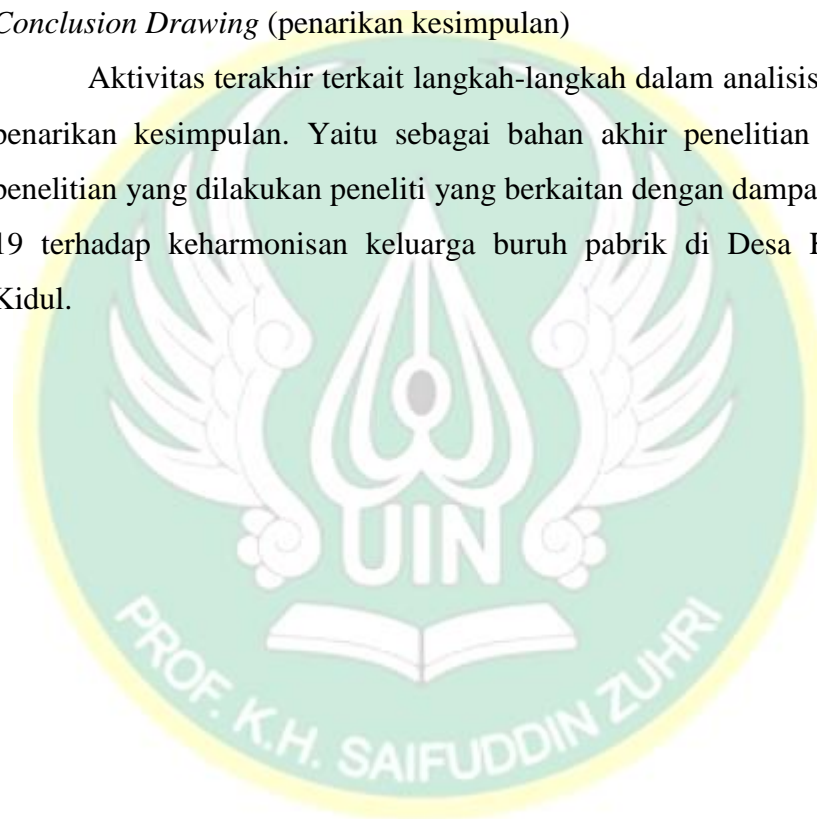 Conclusion Drawing (penarikan kesimpulan)
Aktivitas terakhir terkait langkah-langkah dalam analisis
penarikan kesimpulan. Yaitu sebagai bahan akhir penelitian
penelitian yang dilakukan peneliti yang berkaitan dengan
19 terhadap keharmonisan keluarga buruh pabrik di Desa
Kidul.
UIN
PROF. K.H. SAIFUDDIN ZUHRI